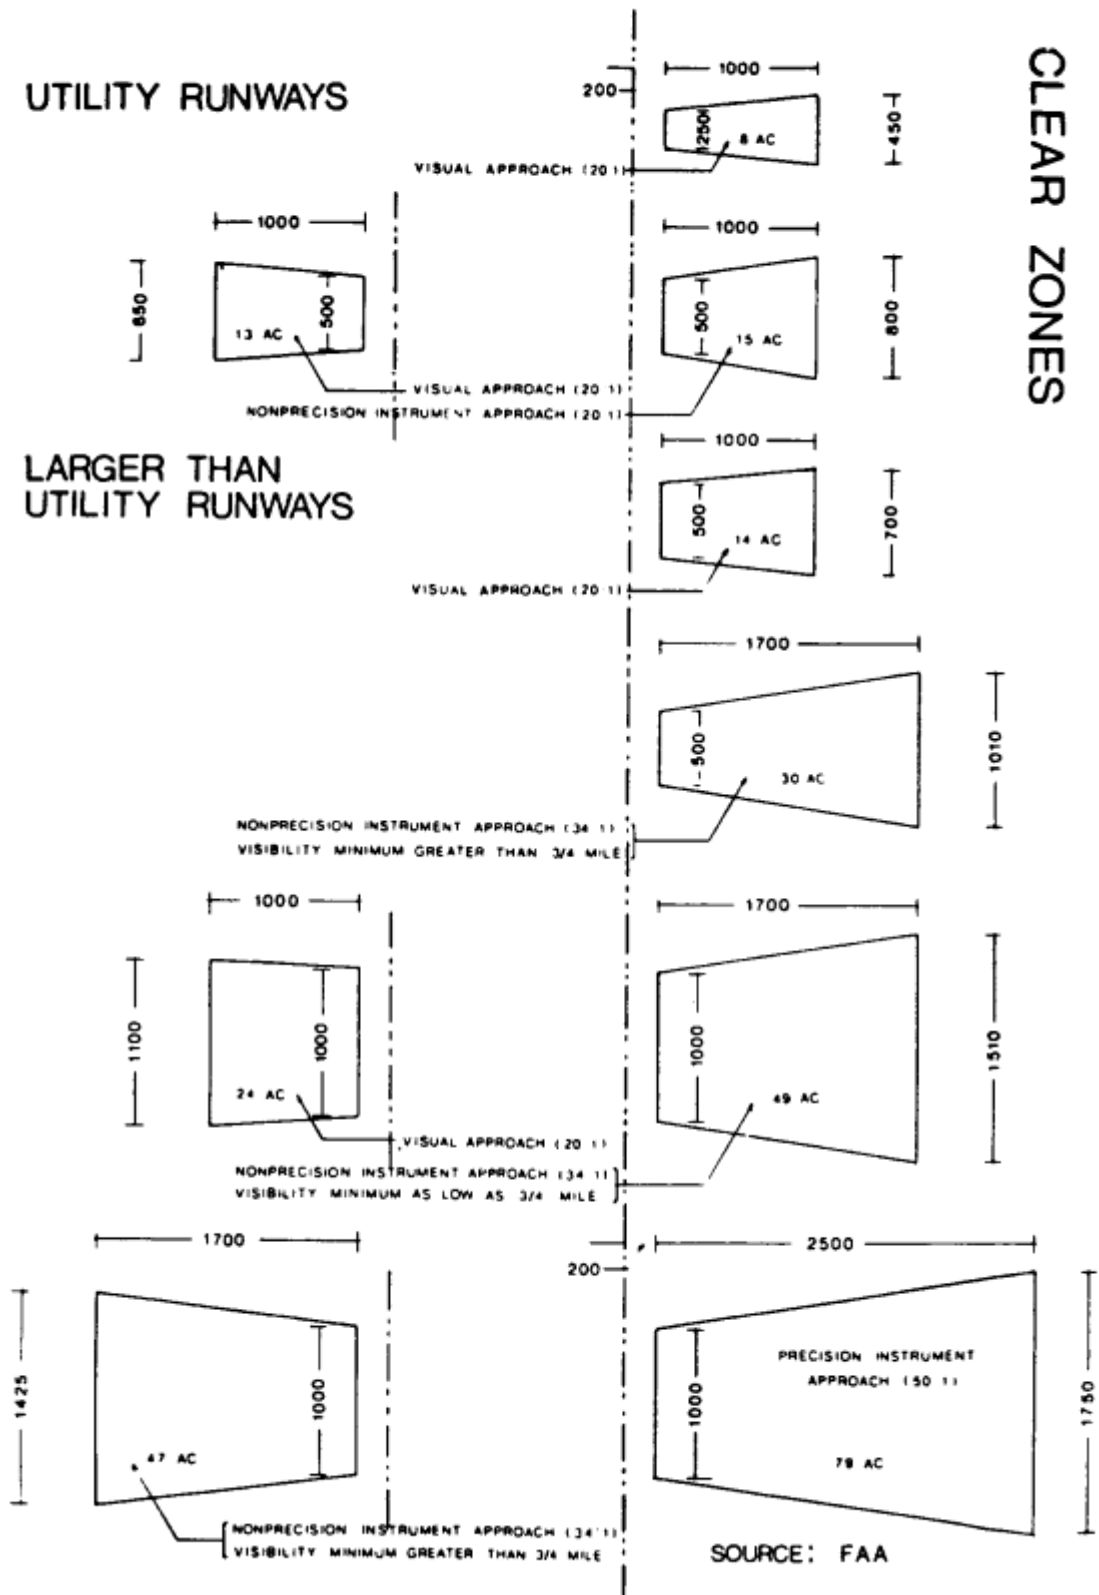 CLEAR ZONES
UTILITY RUNWAYS
1000
200
1250
8 AC
450
VISUAL APPROACH (20:1)
1000
1000
650
500
13 AC
500
15 AC
800
VISUAL APPROACH (20:1)
NONPRECISION INSTRUMENT APPROACH (20:1)
LARGER THAN
UTILITY RUNWAYS
1000
500
14 AC
700
VISUAL APPROACH (20:1)
1700
500
30 AC
1010
NONPRECISION INSTRUMENT APPROACH (34:1)
VISIBILITY MINIMUM GREATER THAN 3/4 MILE
1000
1700
1100
1000
24 AC
1000
49 AC
1510
VISUAL APPROACH (20:1)
NONPRECISION INSTRUMENT APPROACH (34:1)
VISIBILITY MINIMUM AS LOW AS 3/4 MILE
1700
2500
200
1425
1000
47 AC
1000
PRECISION INSTRUMENT
APPROACH (50:1)
79 AC
1750
NONPRECISION INSTRUMENT APPROACH (34:1)
VISIBILITY MINIMUM GREATER THAN 3/4 MILE
SOURCE: FAA